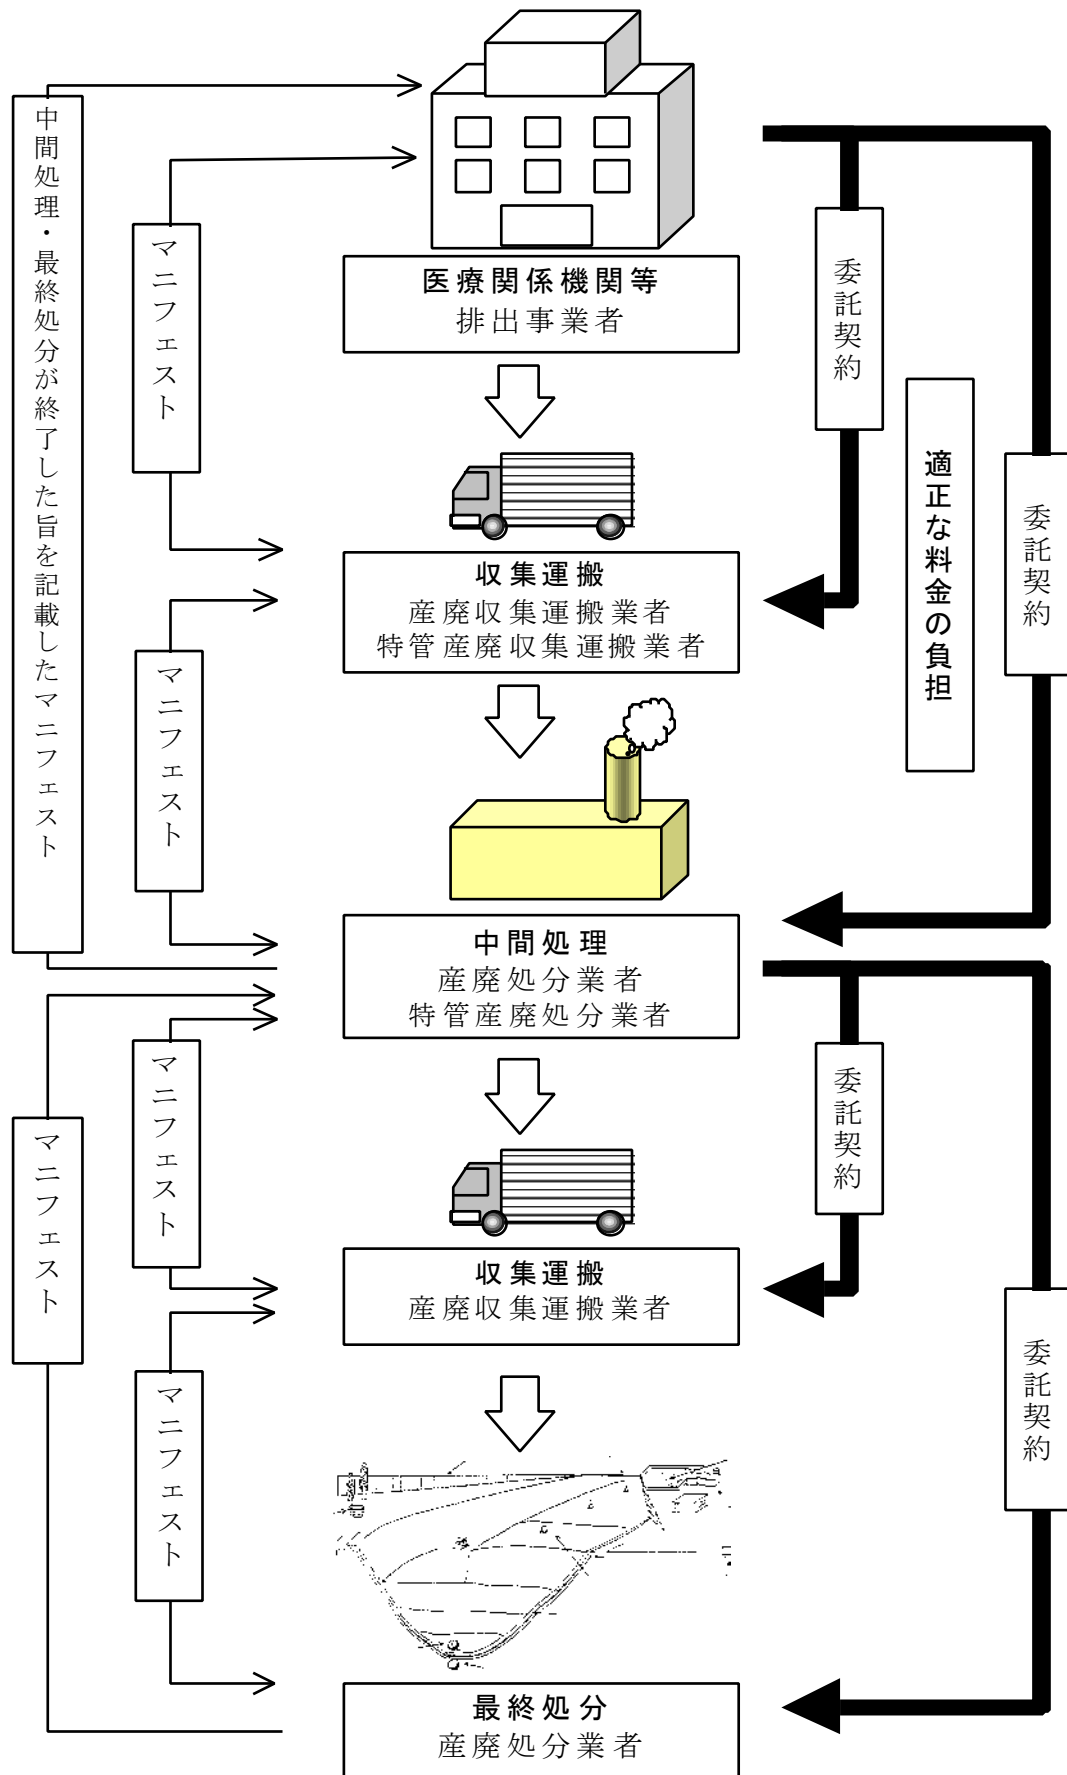 中間処理・最終処分が終了した旨を記載したマニフェスト
マニフェスト
医療関係機関等
排出事業者
委託契約
適正な料金の負担
委託契約
収集運搬
産廃収集運搬業者
特管産廃収集運搬業者
マニフェスト
中間処理
産廃処分業者
特管産廃処分業者
マニフェスト
マニフェスト
委託契約
収集運搬
産廃収集運搬業者
委託契約
マニフェスト
最終処分
産廃処分業者